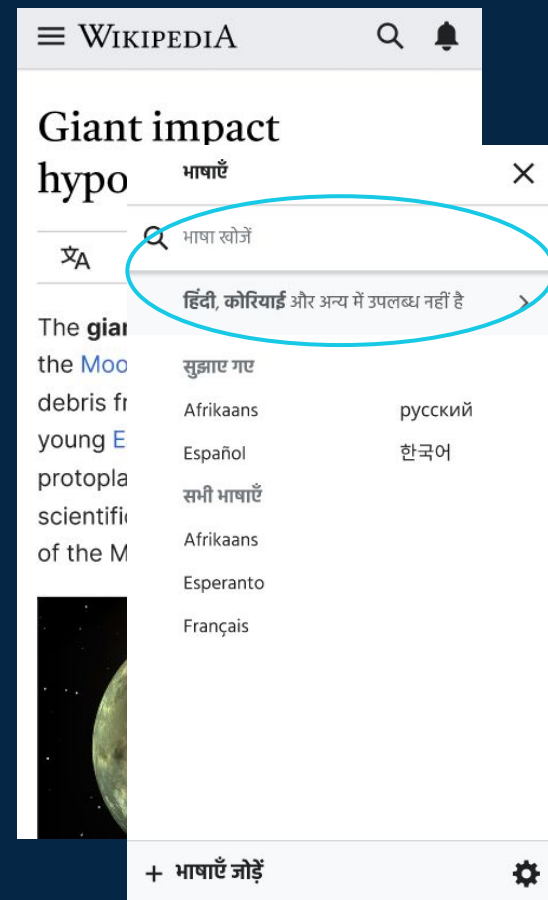 WIKIPEDIA
Giant impact
hypo
भाषाएँ
भाषा खोजें
हिंदी, कोरियाई और अन्य में उपलब्ध नहीं है
The giar
the Moo
debris fr
young E
protopla
scientifi
of the M
सुझाए गए
Afrikaans русский
Español 한국어
सभी भाषाएँ
Afrikaans
Esperanto
Français
+ भाषाएँ जोड़ें